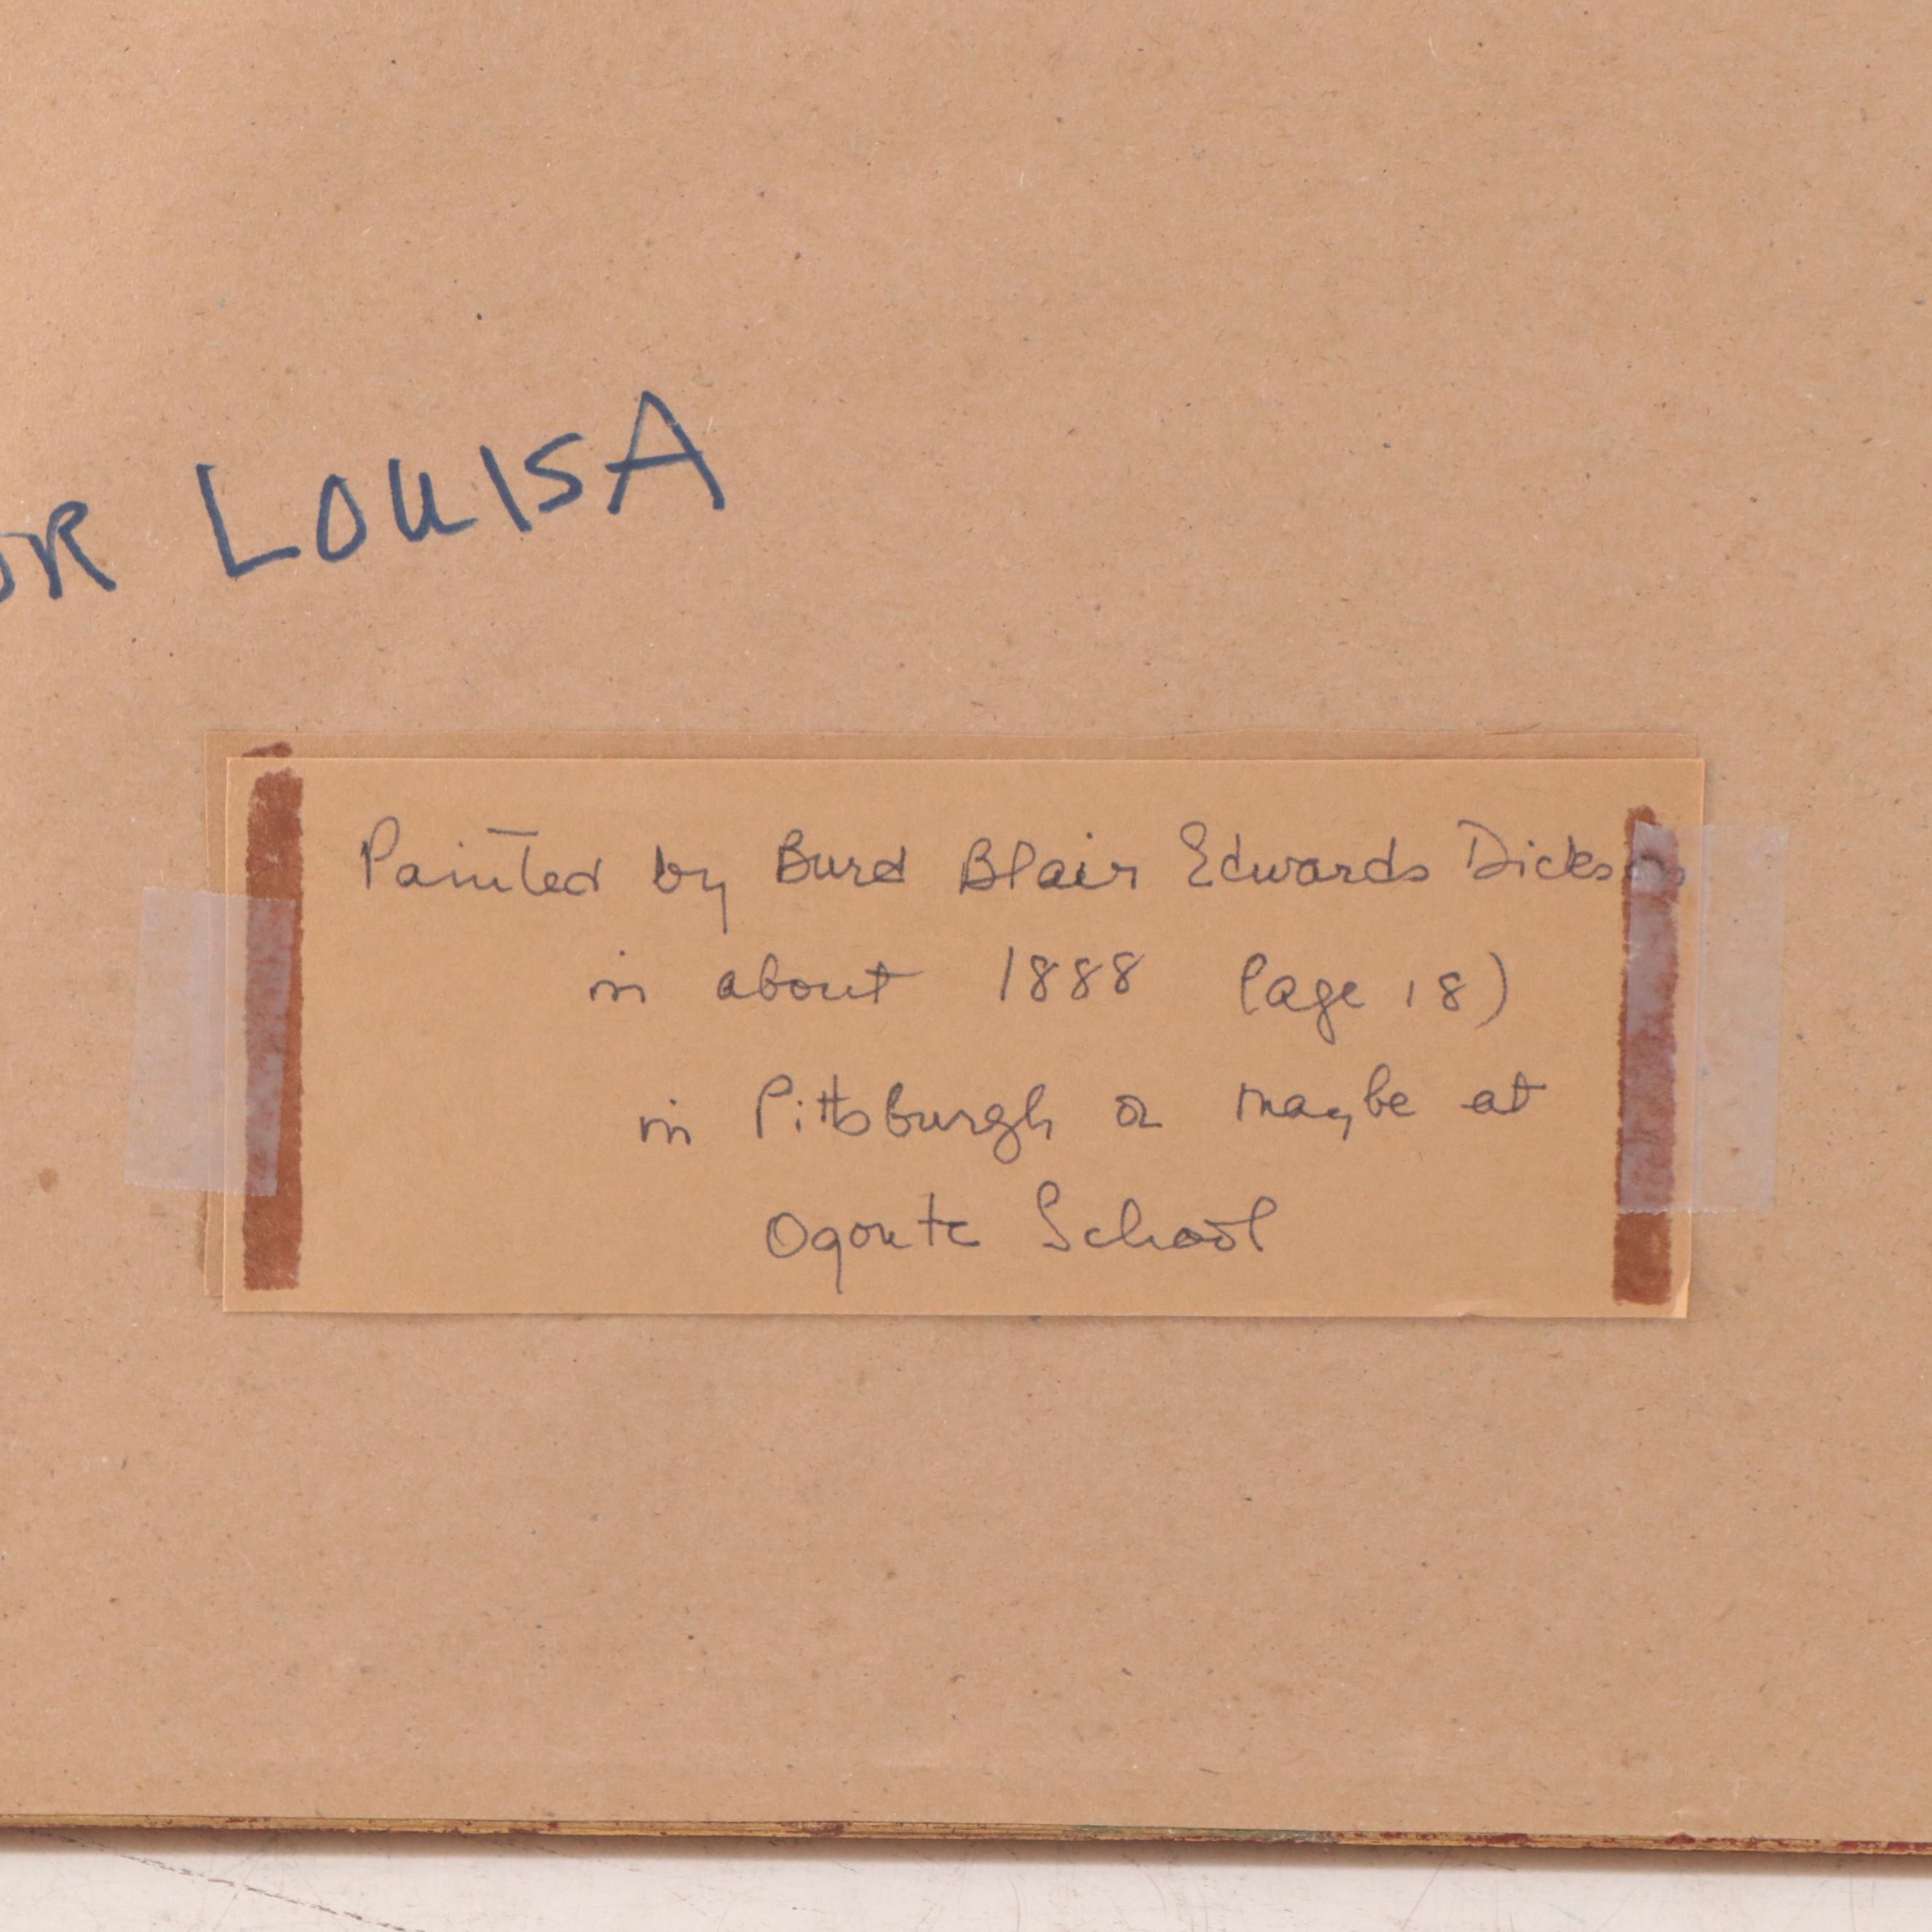 OR LOUISA
Painted by Burd Blair Edwards Dickson
in about 1888 (age 18)
in Pittsburgh or maybe at
Ogontz School